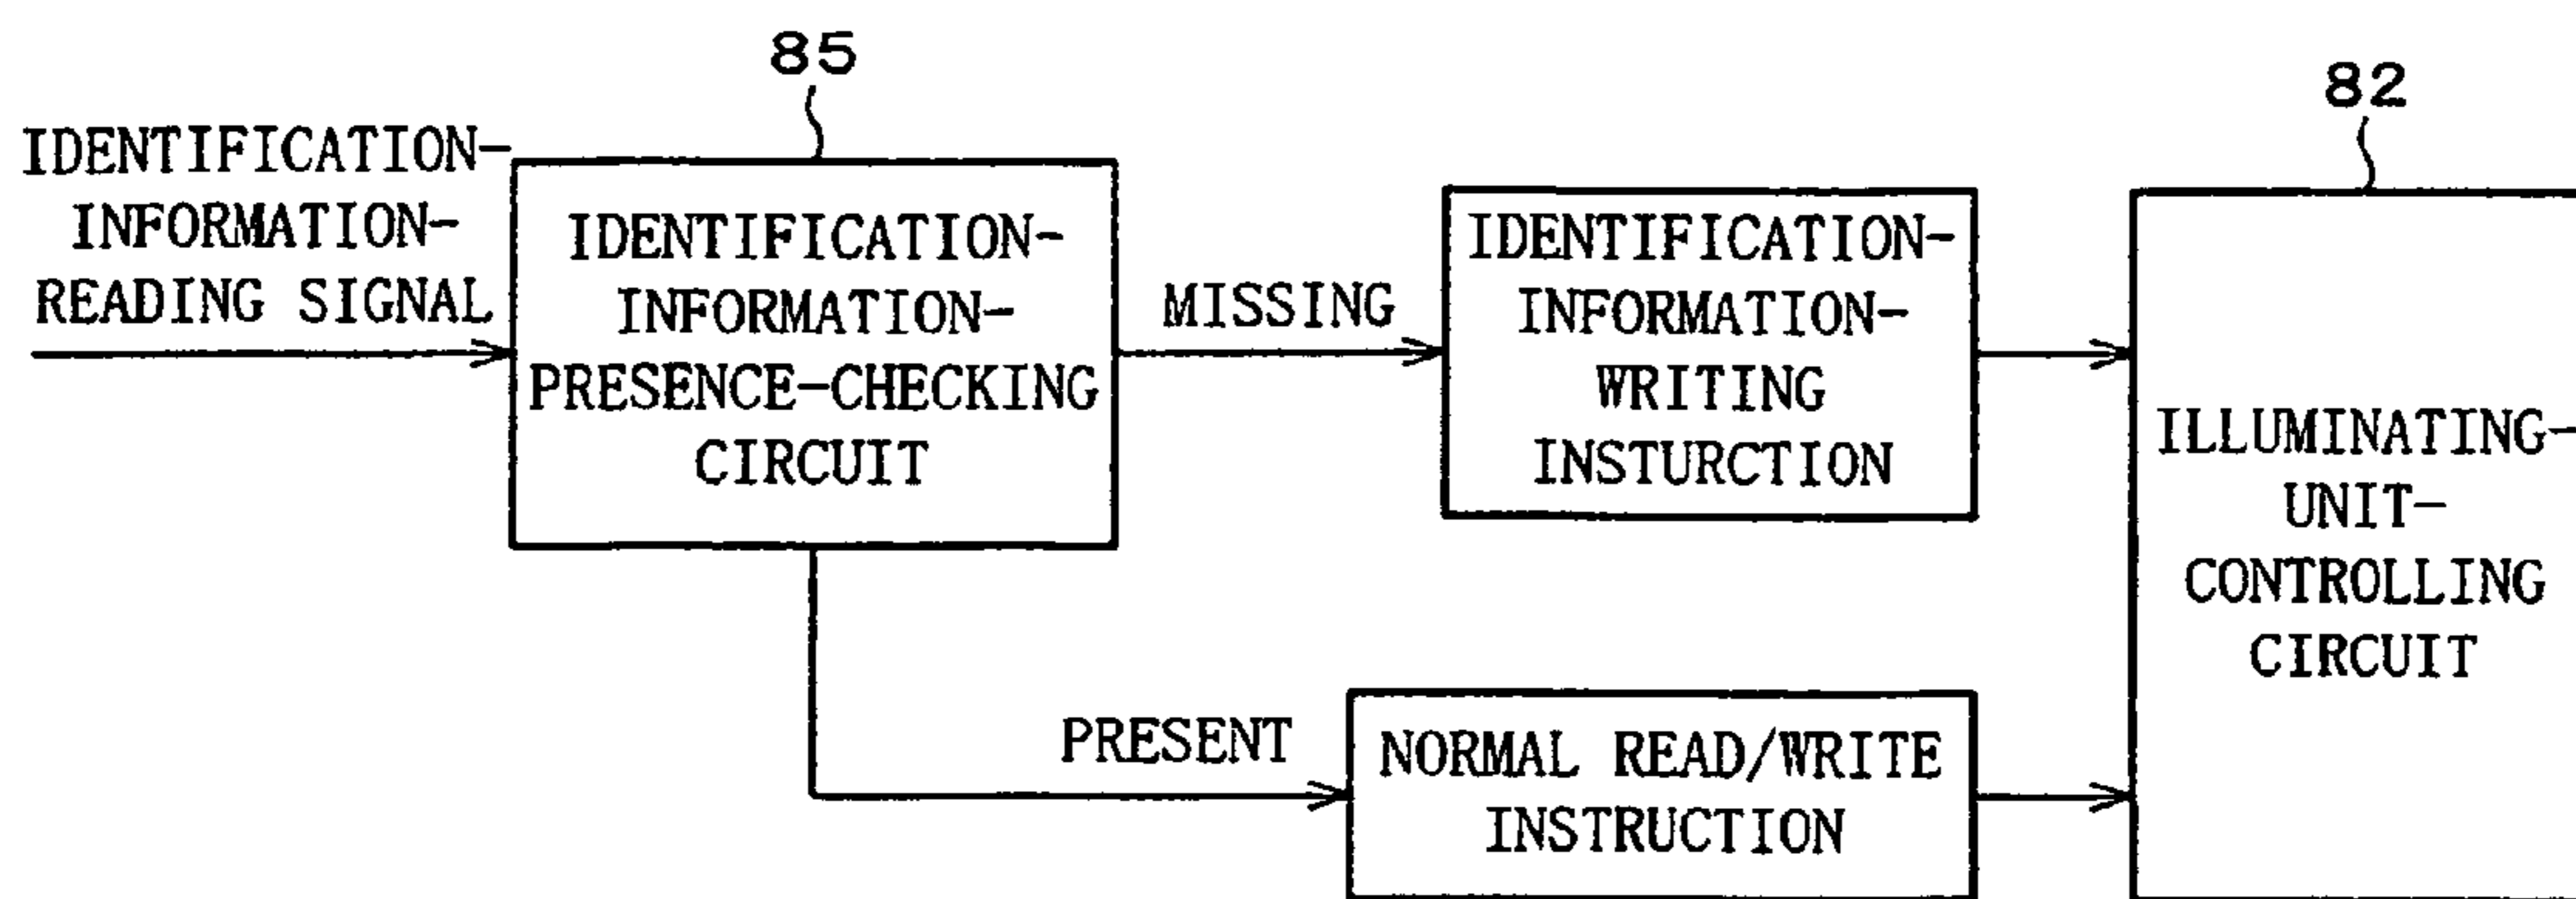 85
82
IDENTIFICATION-
INFORMATION-
READING SIGNAL
IDENTIFICATION-
INFORMATION-
PRESENCE-CHECKING
CIRCUIT
MISSING
IDENTIFICATION-
INFORMATION-
WRITING
INSTURCTION
ILLUMINATING-
UNIT-
CONTROLLING
CIRCUIT
PRESENT
NORMAL READ/WRITE
INSTRUCTION